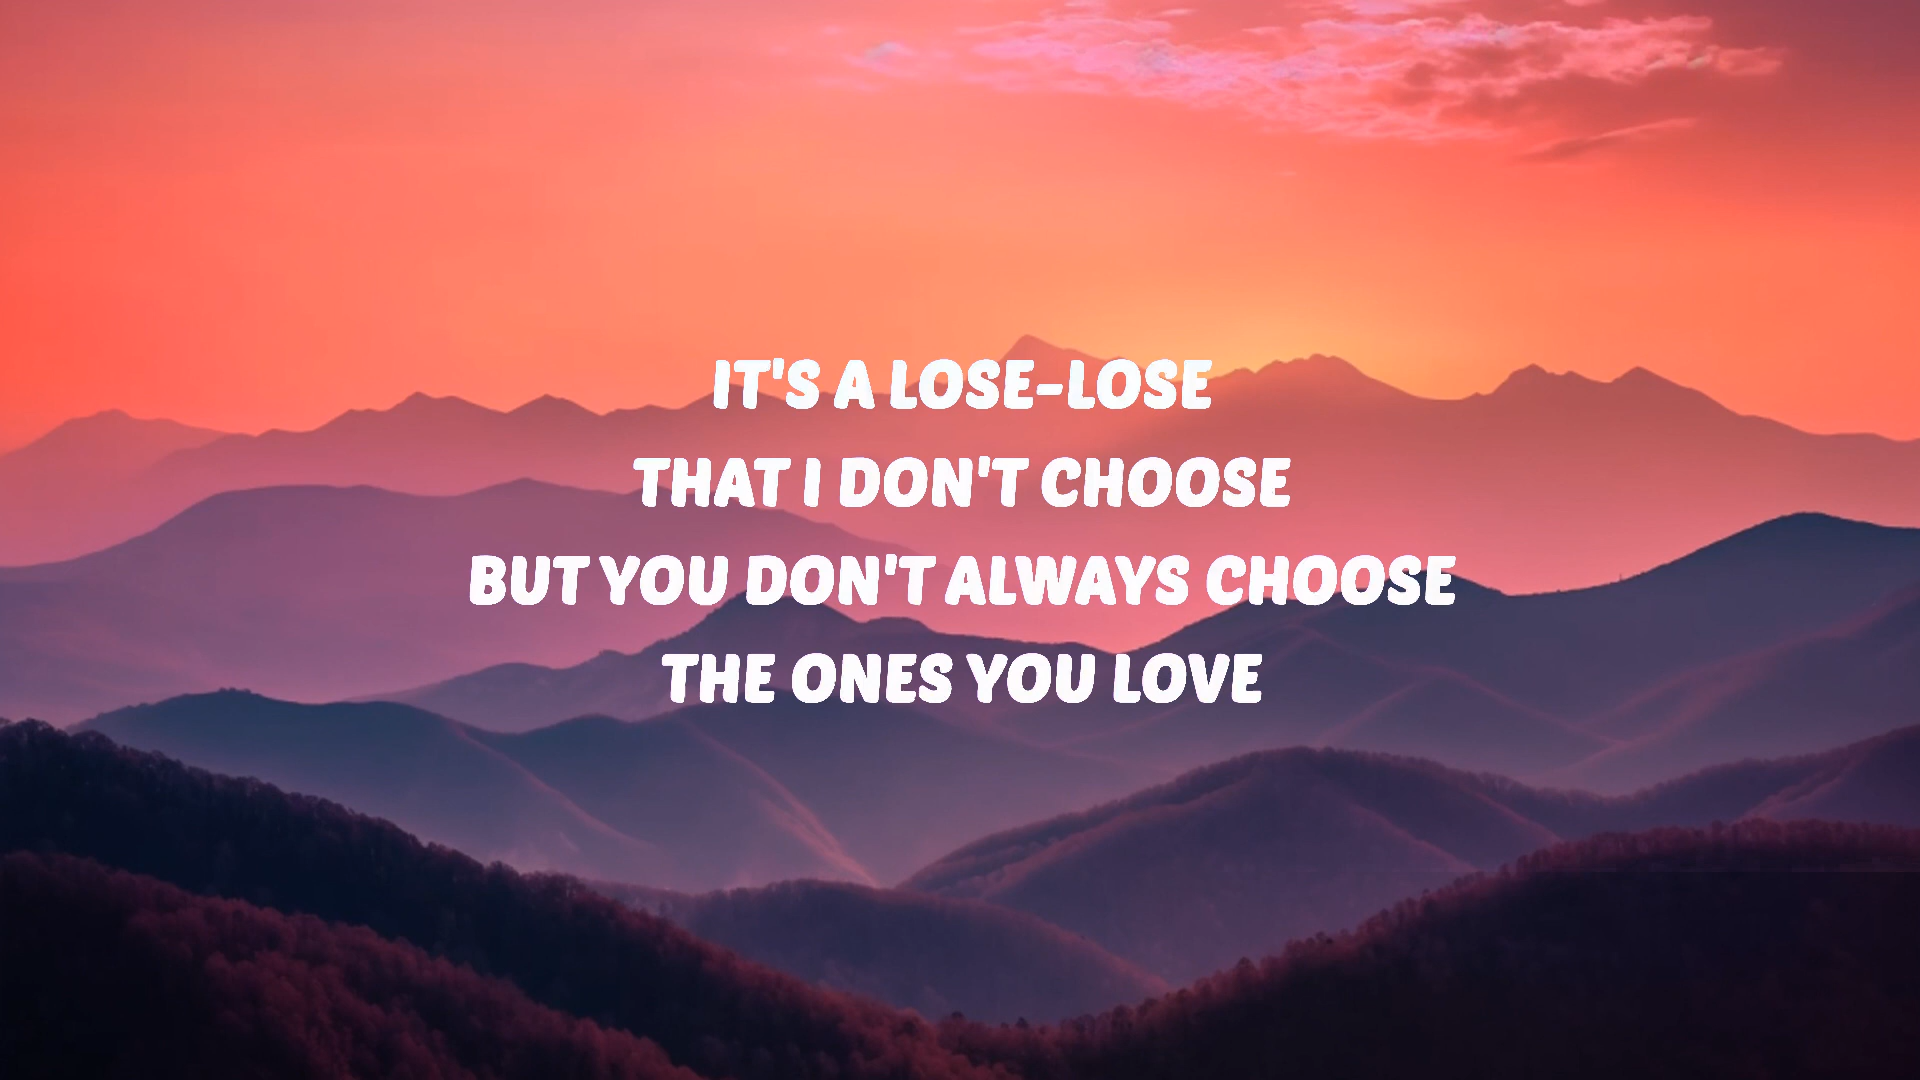 IT'S A LOSE-LOSE
THAT I DON'T CHOOSE
BUT YOU DON'T ALWAYS CHOOSE
THE ONES YOU LOVE